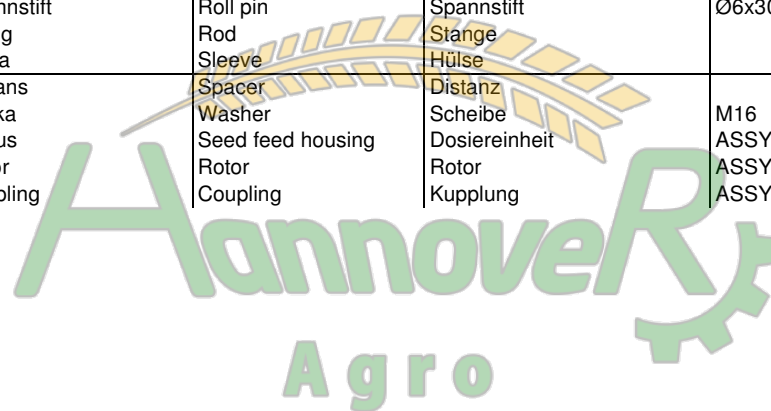 nnstift Roll pin Spannstift Ø6x30
g Rod Stange
a Sleeve Hülse
ans Spacer Distanz
ka Washer Scheibe M16
us Seed feed housing Dosiereinheit ASSY
or Rotor Rotor ASSY
pling Coupling Kupplung ASSY
HannoveR
Agro